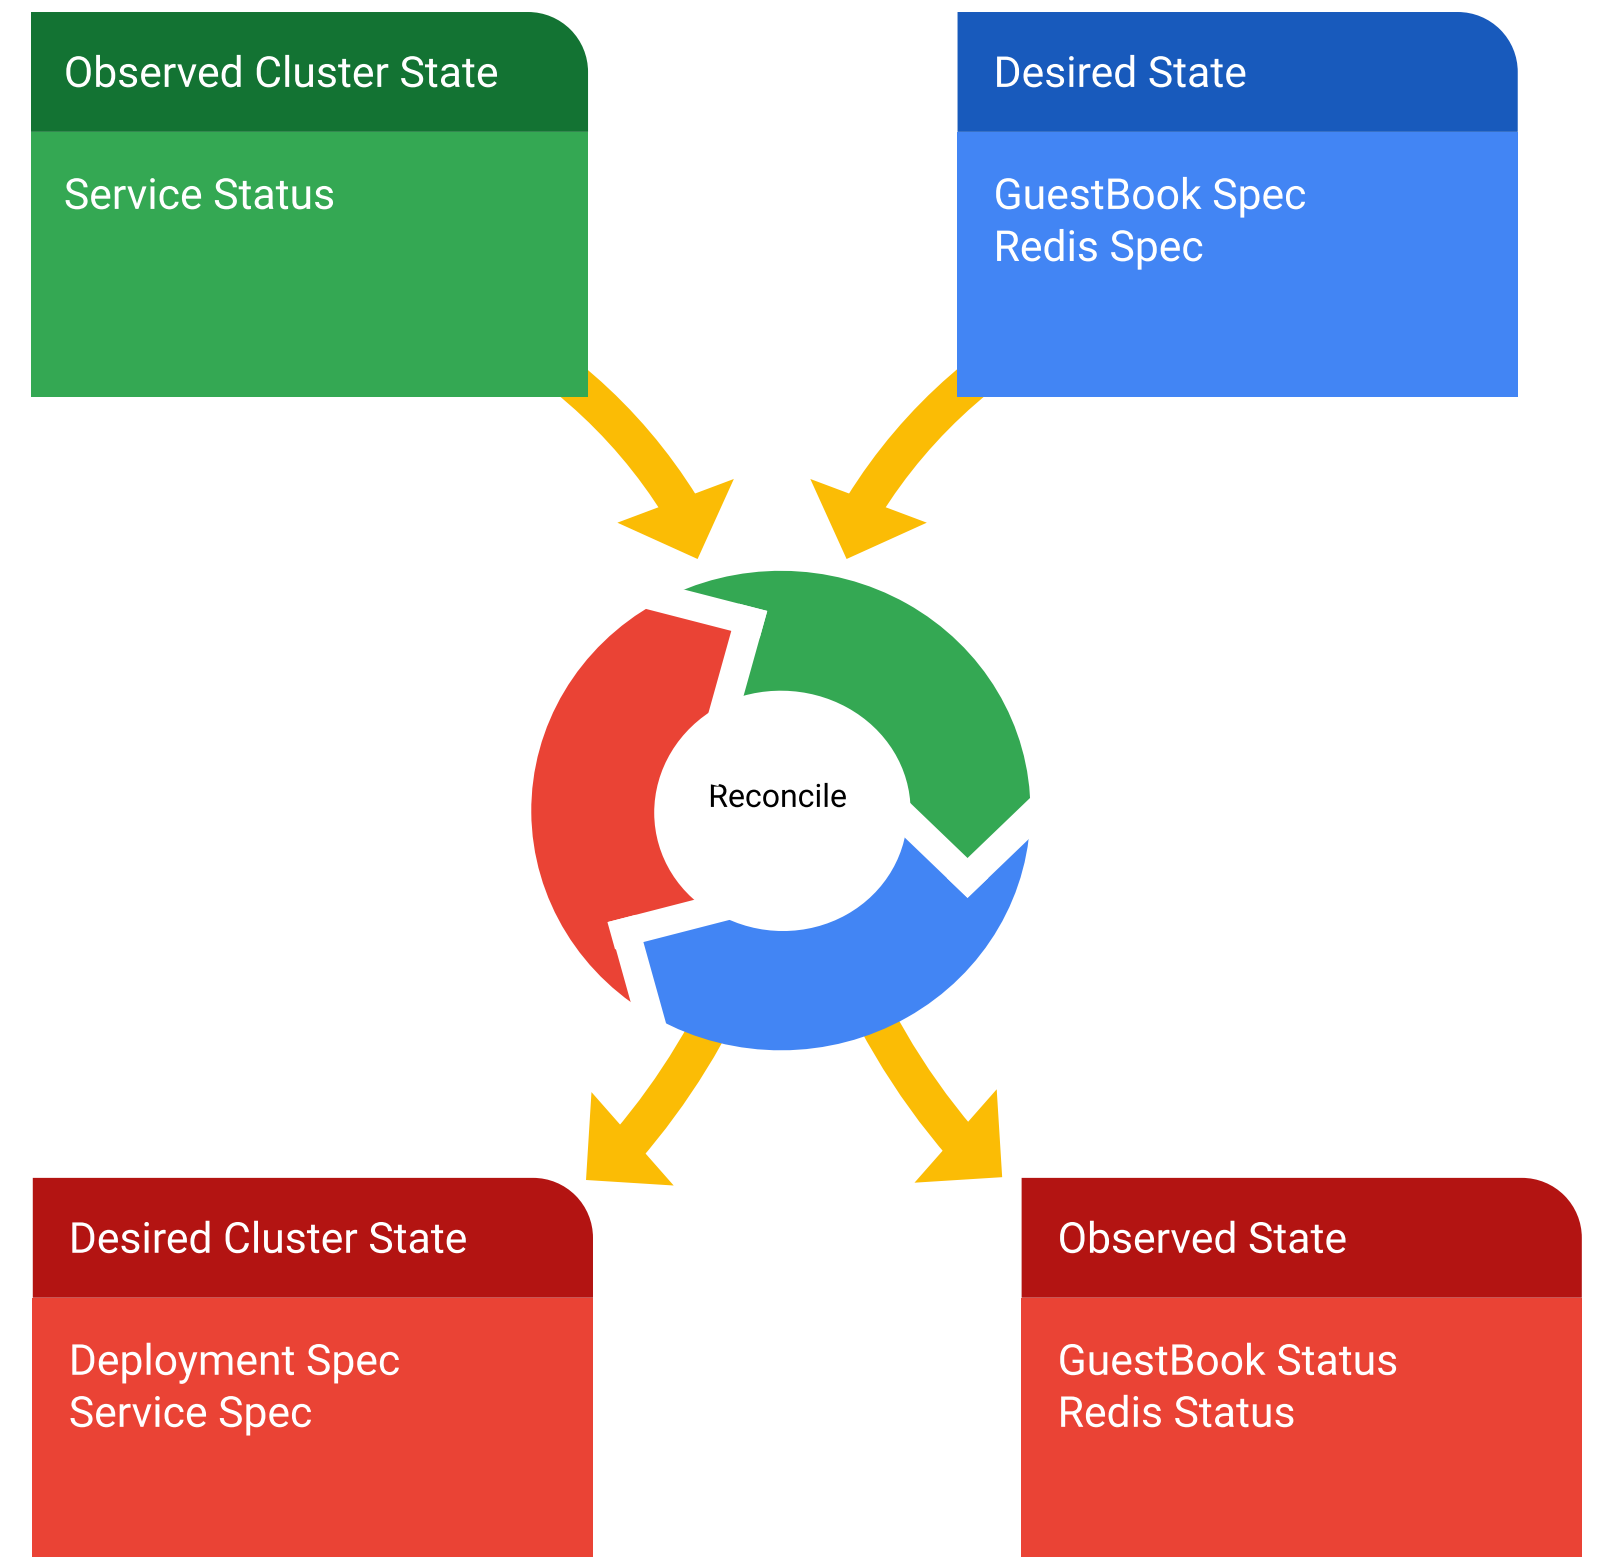 Observed Cluster State
Service Status
Desired State
GuestBook Spec
Redis Spec
Reconcile
Desired Cluster State
Deployment Spec
Service Spec
Observed State
GuestBook Status
Redis Status